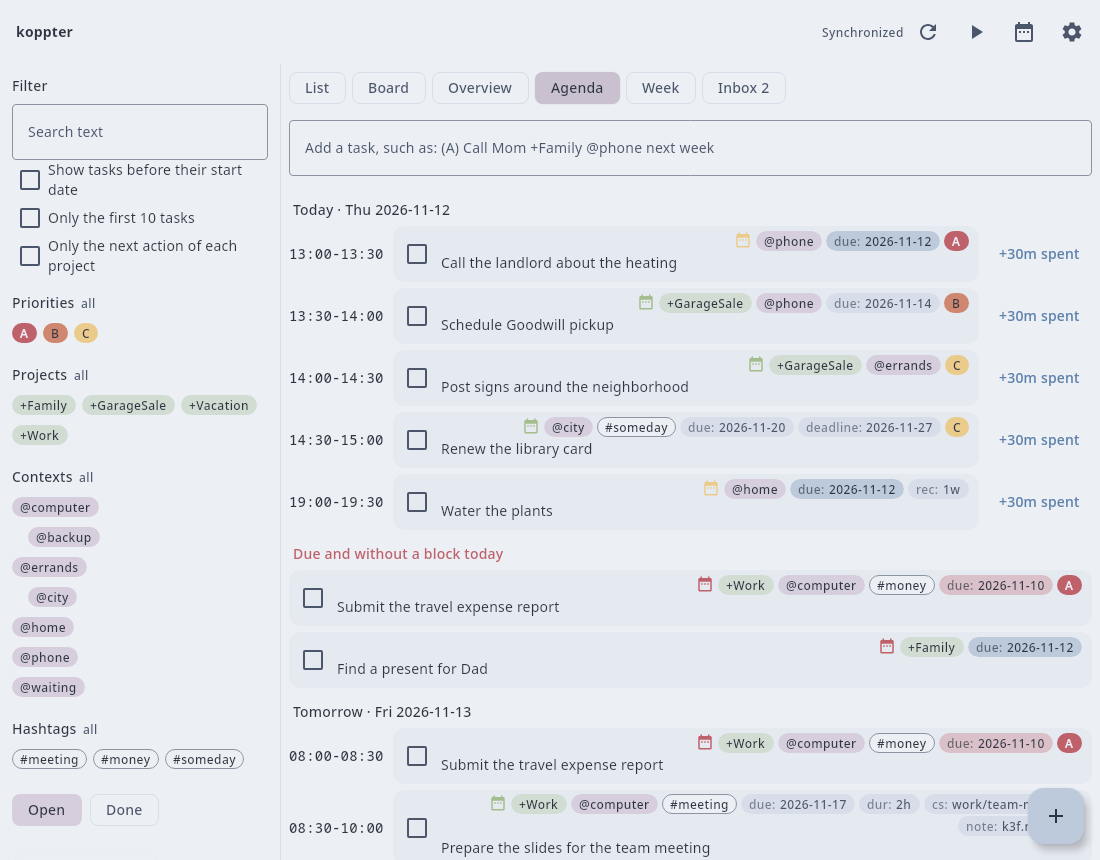 koppter
Synchronized
Filter
Search text
Show tasks before their start
date
Only the first 10 tasks
Only the next action of each
project
Priorities all
A B C
Projects all
+Family +GarageSale +Vacation
+Work
Contexts all
@computer
@backup
@errands
@city
@home
@phone
@waiting
Hashtags all
#meeting #money #someday
Open Done
List Board Overview Agenda Week Inbox 2
Add a task, such as: (A) Call Mom +Family @phone next week
Today · Thu 2026-11-12
@phone due: 2026-11-12 A
13:00-13:30 Call the landlord about the heating +30m spent
+GarageSale @phone due: 2026-11-14 B
13:30-14:00 Schedule Goodwill pickup +30m spent
+GarageSale @errands C
14:00-14:30 Post signs around the neighborhood +30m spent
@city #someday due: 2026-11-20 deadline: 2026-11-27 C
14:30-15:00 Renew the library card +30m spent
@home due: 2026-11-12 rec: 1w
19:00-19:30 Water the plants +30m spent
Due and without a block today
+Work @computer #money due: 2026-11-10 A
Submit the travel expense report
+Family due: 2026-11-12
Find a present for Dad
Tomorrow · Fri 2026-11-13
+Work @computer #money due: 2026-11-10 A
08:00-08:30 Submit the travel expense report
+Work @computer #meeting due: 2026-11-17 dur: 2h cs:
note:
08:30-10:00 Prepare the slides for the team meeting
+